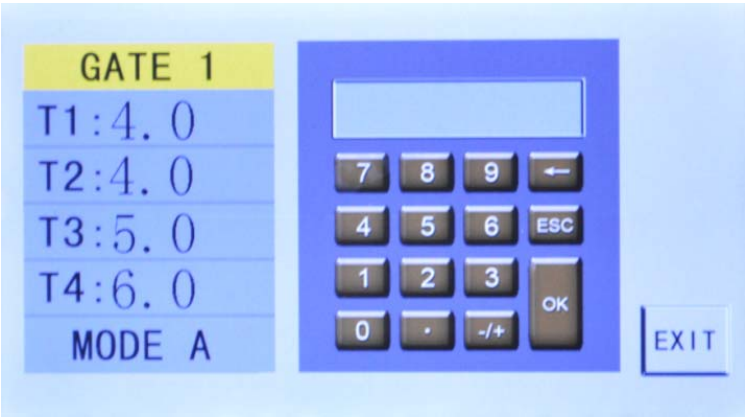 GATE 1
T1:4.0
T2:4.0
T3:5.0
T4:6.0
MODE A
7 8 9 ←
4 5 6 ESC
1 2 3
OK
0 . -/+
EXIT